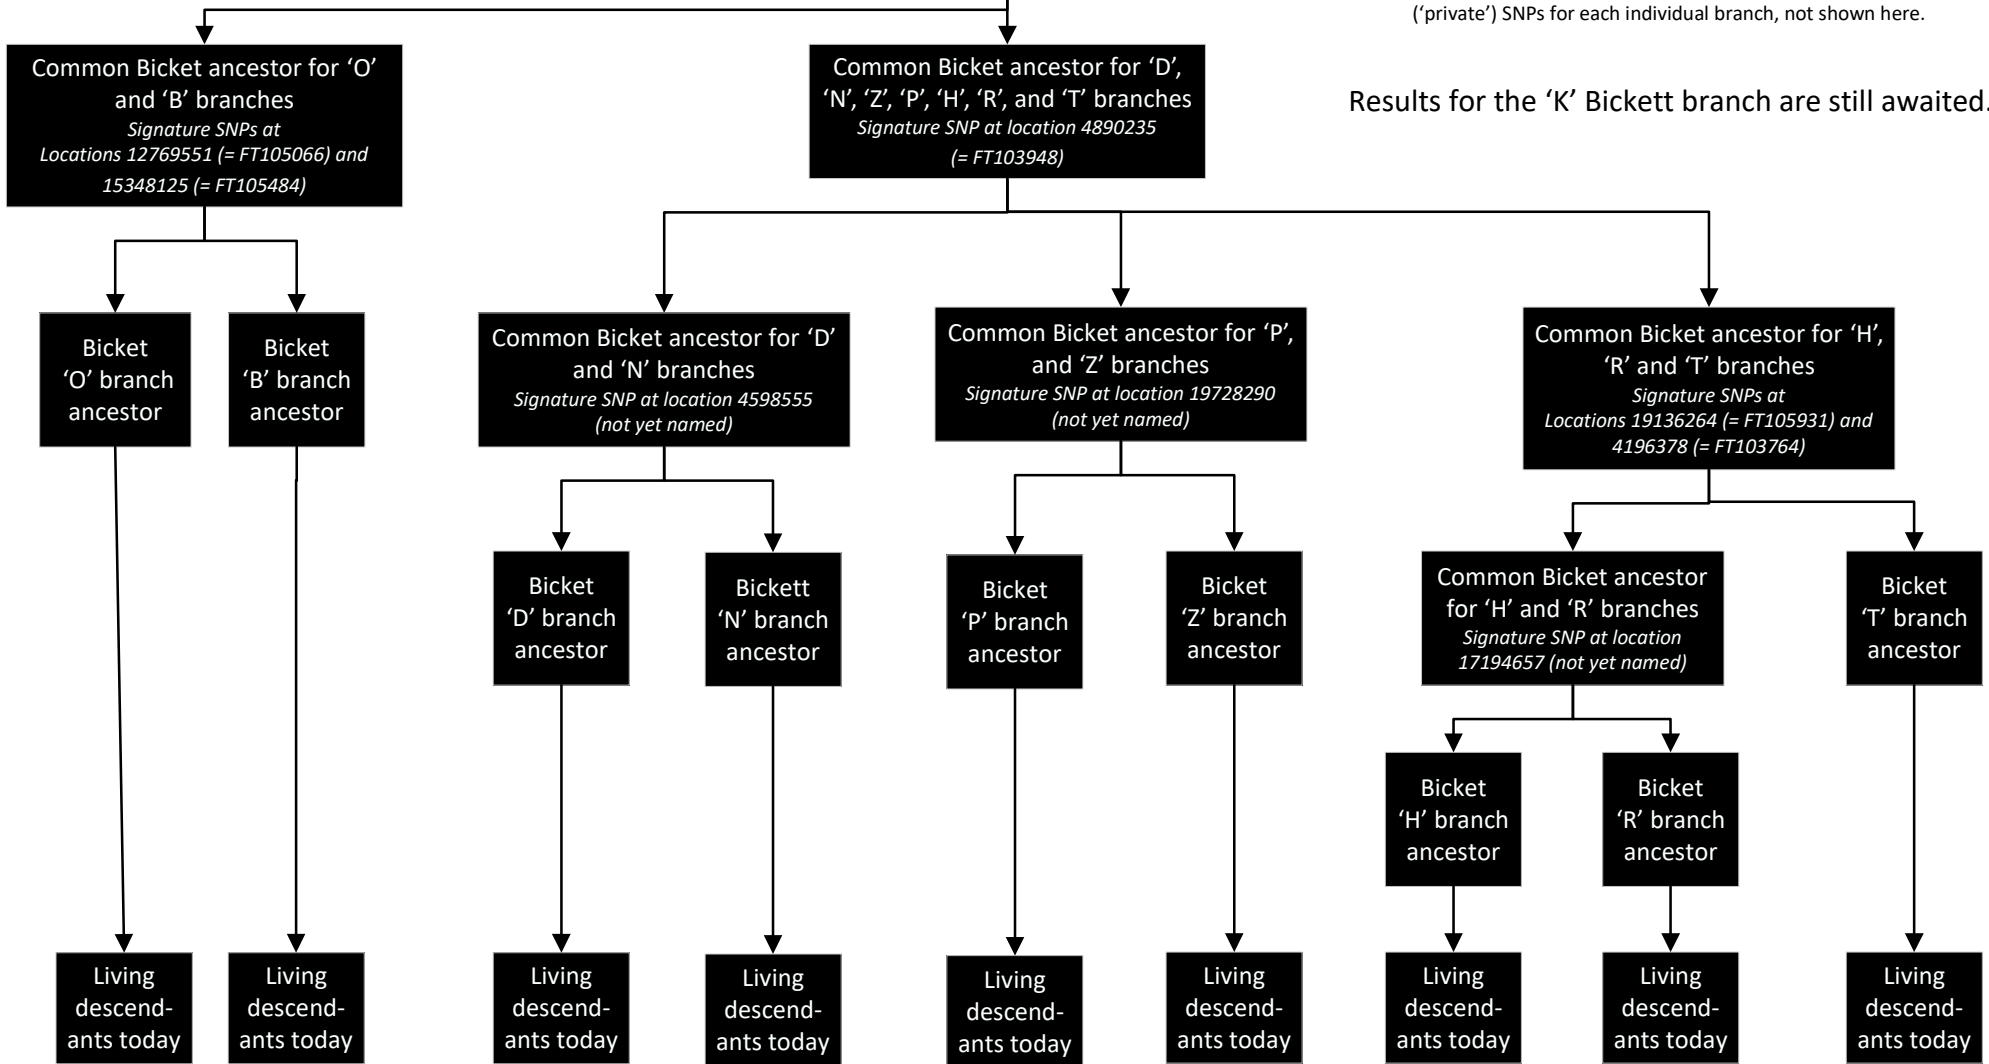 (‘private’) SNPs for each individual branch, not shown here.
Results for the ‘K’ Bickett branch are still awaited.
Common Bicket ancestor for ‘O’
and ‘B’ branches
Signature SNPs at
Locations 12769551 (= FT105066) and
15348125 (= FT105484)
Common Bicket ancestor for ‘D’,
‘N’, ‘Z’, ‘P’, ‘H’, ‘R’, and ‘T’ branches
Signature SNP at location 4890235
(= FT103948)
Bicket
‘O’ branch
ancestor
Bicket
‘B’ branch
ancestor
Common Bicket ancestor for ‘D’
and ‘N’ branches
Signature SNP at location 4598555
(not yet named)
Common Bicket ancestor for ‘P’,
and ‘Z’ branches
Signature SNP at location 19728290
(not yet named)
Common Bicket ancestor for ‘H’,
‘R’ and ‘T’ branches
Signature SNPs at
Locations 19136264 (= FT105931) and
4196378 (= FT103764)
Bicket
‘D’ branch
ancestor
Bickett
‘N’ branch
ancestor
Bicket
‘P’ branch
ancestor
Bicket
‘Z’ branch
ancestor
Common Bicket ancestor
for ‘H’ and ‘R’ branches
Signature SNP at location
17194657 (not yet named)
Bicket
‘T’ branch
ancestor
Bicket
‘H’ branch
ancestor
Bicket
‘R’ branch
ancestor
Living
descend-
ants today
Living
descend-
ants today
Living
descend-
ants today
Living
descend-
ants today
Living
descend-
ants today
Living
descend-
ants today
Living
descend-
ants today
Living
descend-
ants today
Living
descend-
ants today